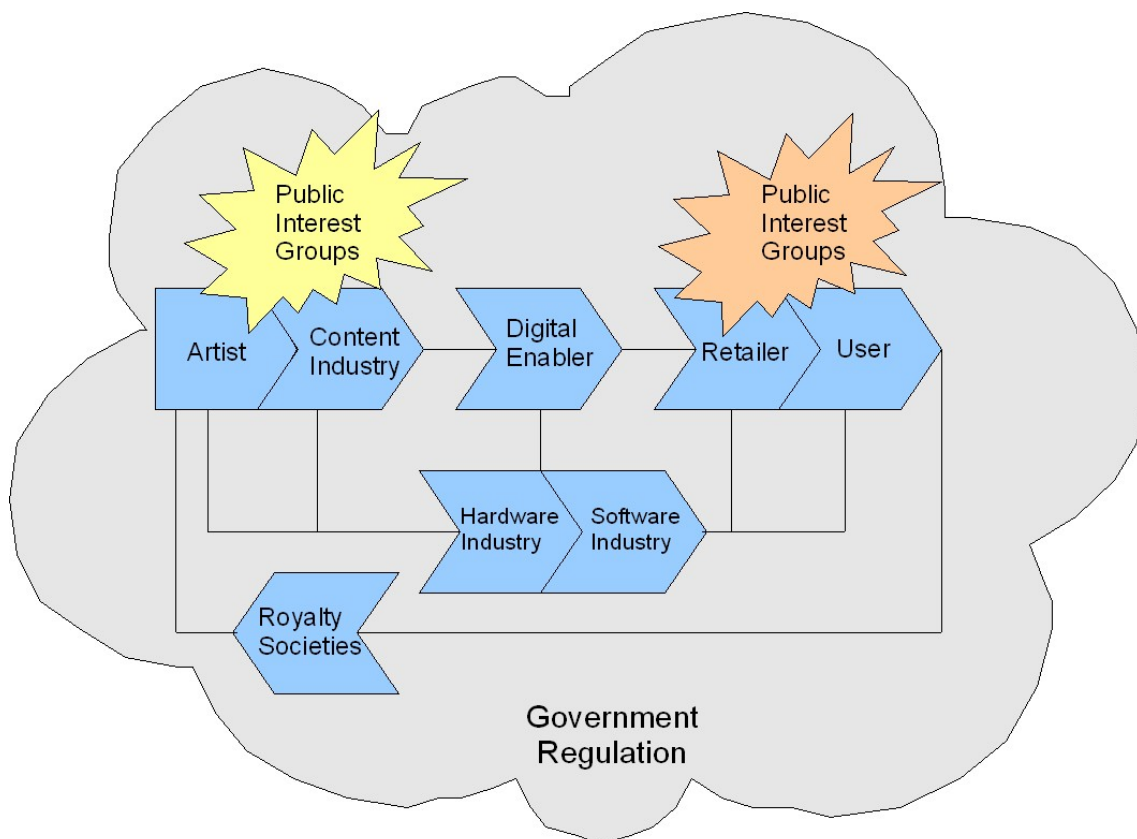 Public
Interest
Groups
Public
Interest
Groups
Artist
Content
Industry
Digital
Enabler
Retailer
User
Hardware
Industry
Software
Industry
Royalty
Societies
Government
Regulation